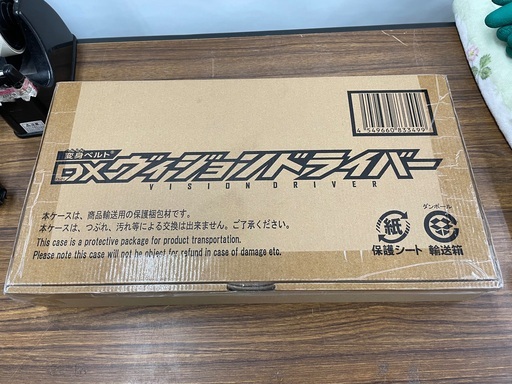 変身ベルト
DXヴィジョンドライバー
VISION DRIVER
4 549660 833499
本ケースは、商品輸送用の保護梱包材です。
本ケースは、つぶれ、汚れ等による交換は出来ません。ご了承ください。
This case is a protective package for product transportation.
Please note this case will not be object for refund in case of damage etc.
紙
保護シート
ダンボール
輸送箱